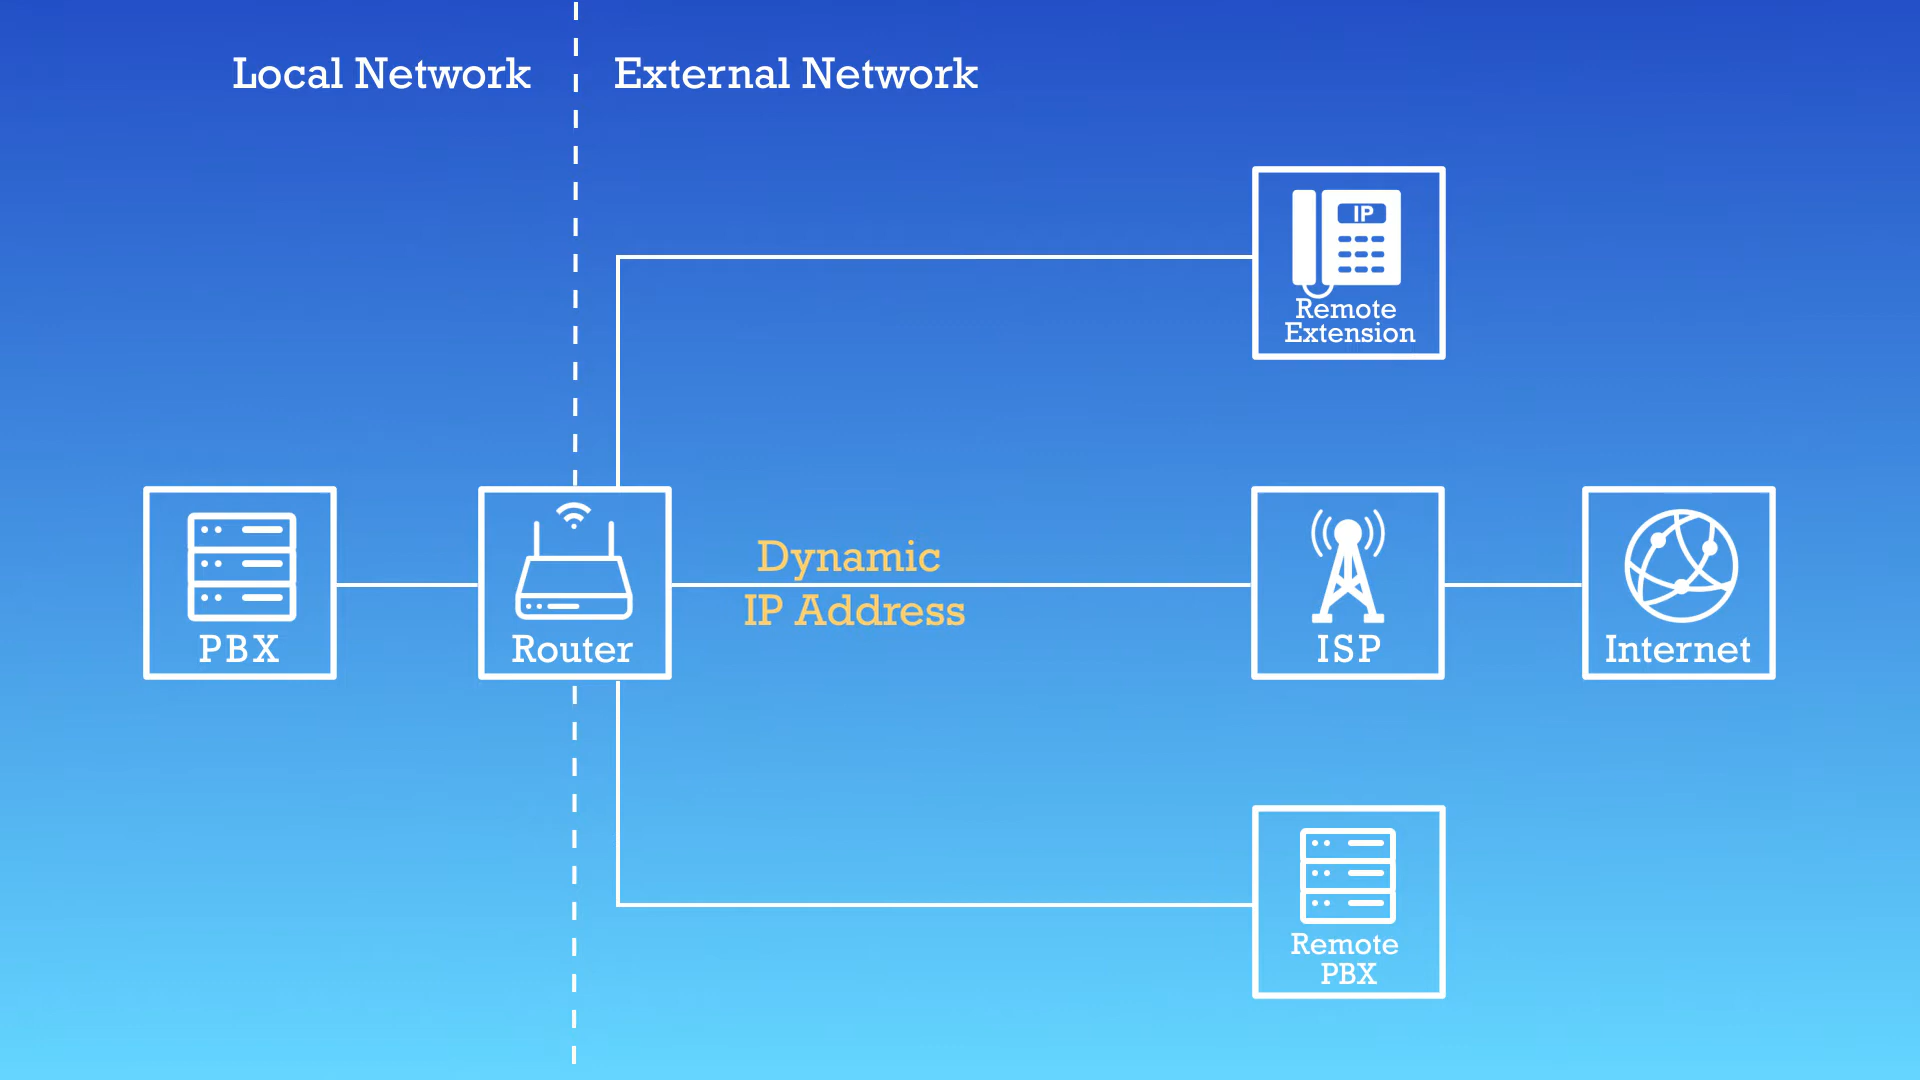 Local Network
External Network
IP
Remote
Extension
PBX
Router
Dynamic
IP Address
ISP
Internet
Remote
PBX